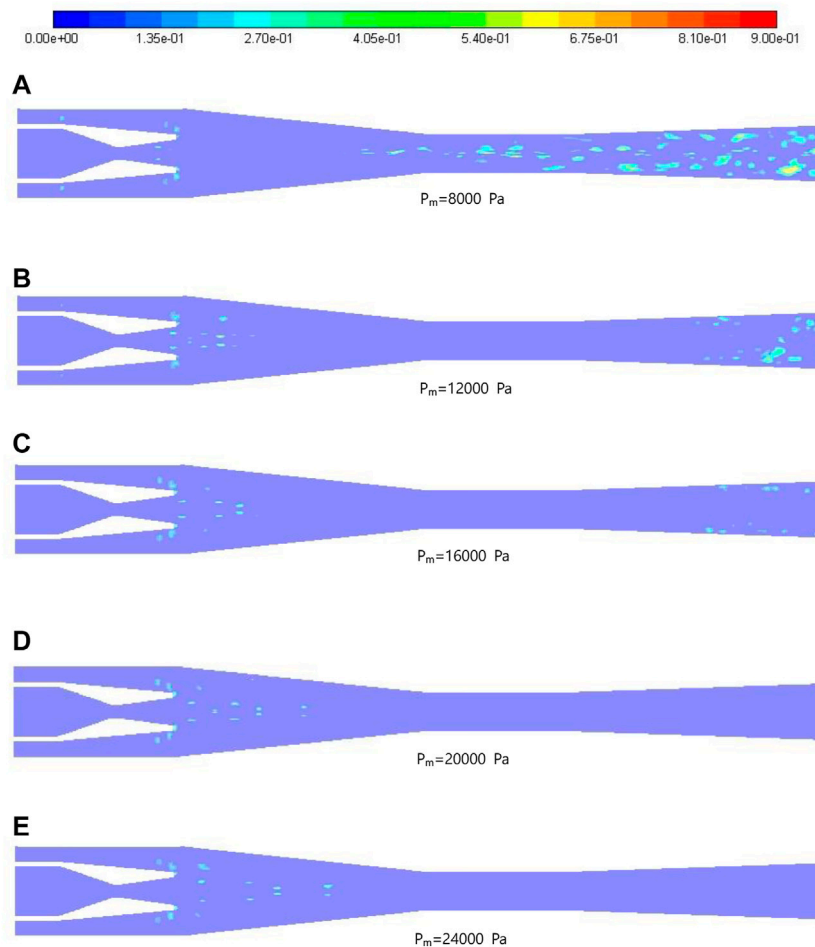 0.00e+00 1.35e-01 2.70e-01 4.05e-01 5.40e-01 6.75e-01 8.10e-01 9.00e-01
A
Pₘ=8000 Pa
B
Pₘ=12000 Pa
C
Pₘ=16000 Pa
D
Pₘ=20000 Pa
E
Pₘ=24000 Pa